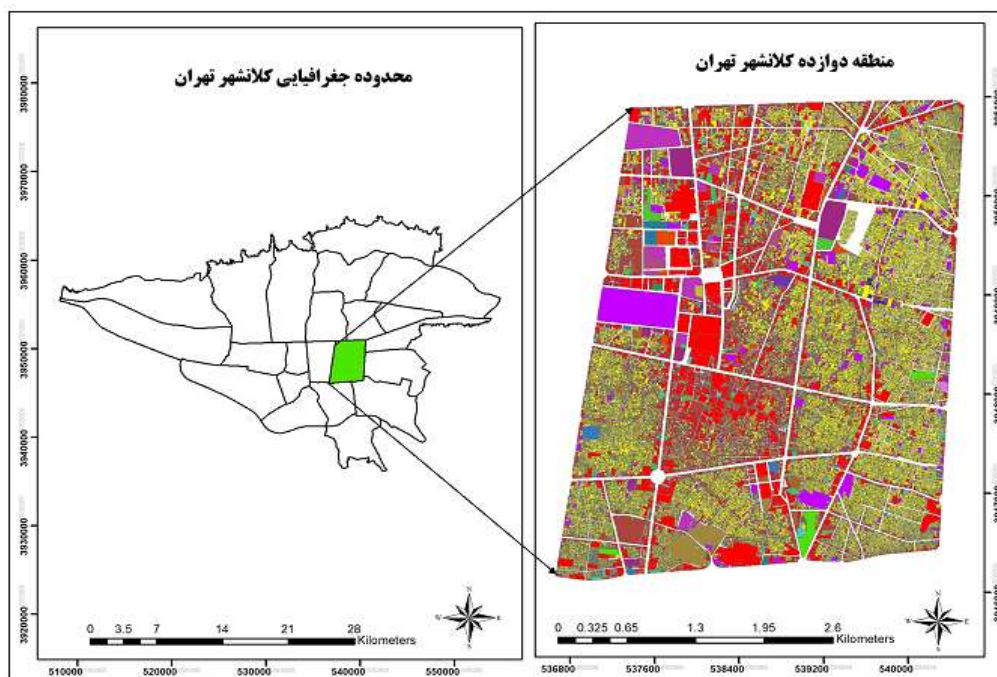 محدوده جغرافیایی کلانشهر تهران
3980000
3970000
3960000
3950000
3940000
3930000
3920000
N
W E
S
0 3.5 7 14 21 28
Kilometers
510000 520000 530000 540000 550000
منطقه دوازده کلانشهر تهران
N
W E
S
0 0.325 0.65 1.3 1.95 2.6
Kilometers
536800 537600 538400 539200 540000